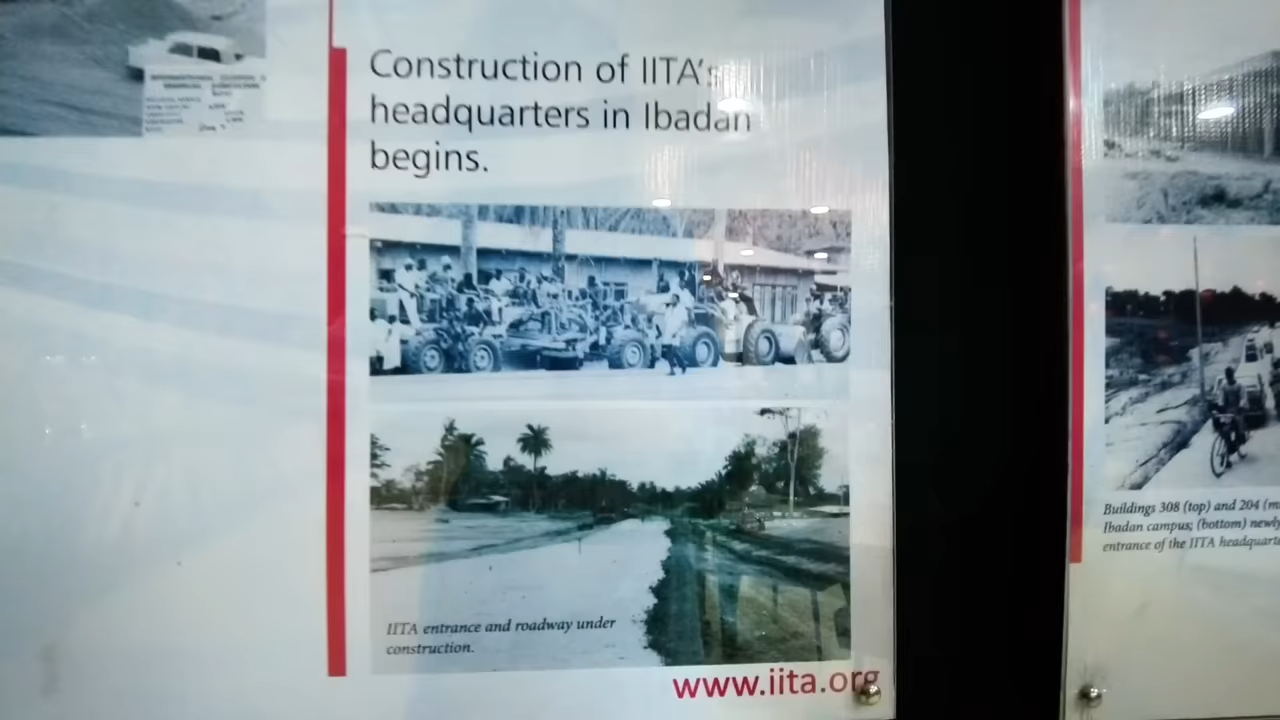 Construction of IITA's
headquarters in Ibadan
begins.
IITA entrance and roadway under
construction.
www.iita.org
Buildings 308 (top) and 204 (m
Ibadan campus; (bottom) newly
entrance of the IITA headquart